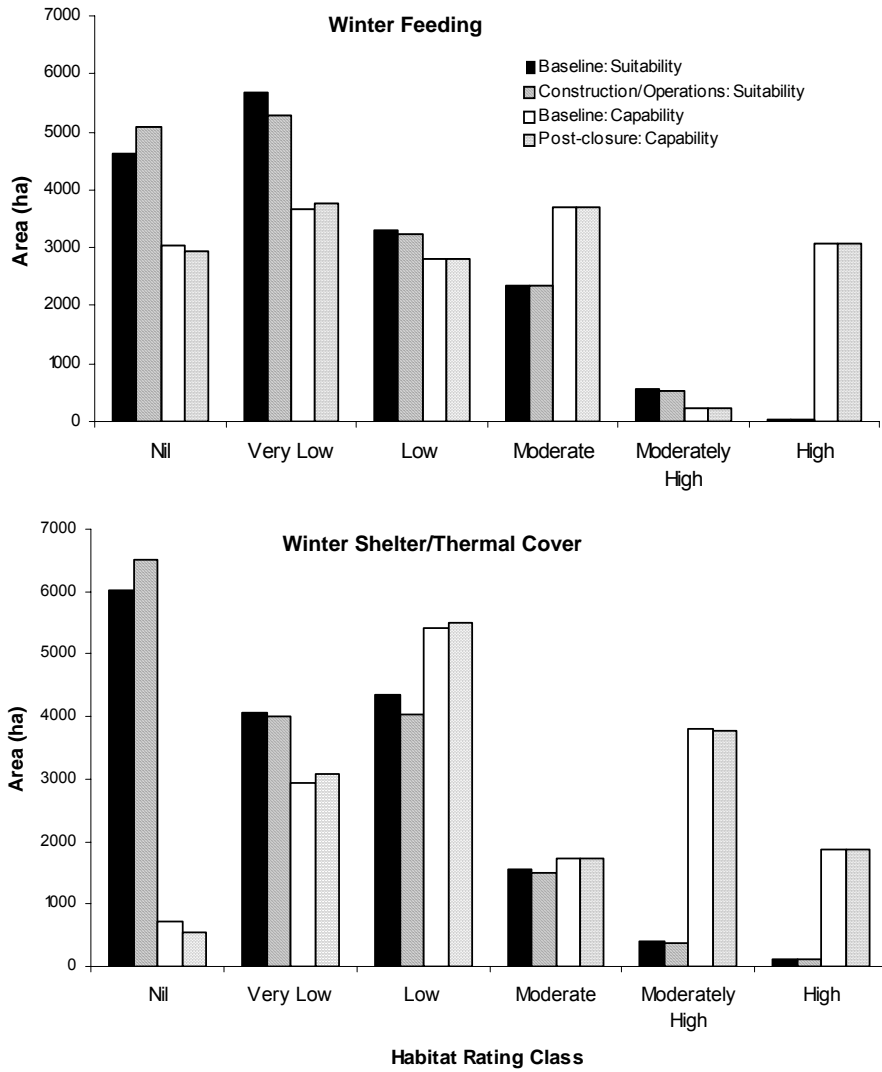 Winter Feeding
7000
6000
5000
4000
3000
2000
1000
0
Area (ha)
Baseline: Suitability
Construction/Operations: Suitability
Baseline: Capability
Post-closure: Capability
Nil
Very Low
Low
Moderate
Moderately
High
High
Winter Shelter/Thermal Cover
7000
6000
5000
4000
3000
2000
1000
0
Area (ha)
Nil
Very Low
Low
Moderate
Moderately
High
High
Habitat Rating Class